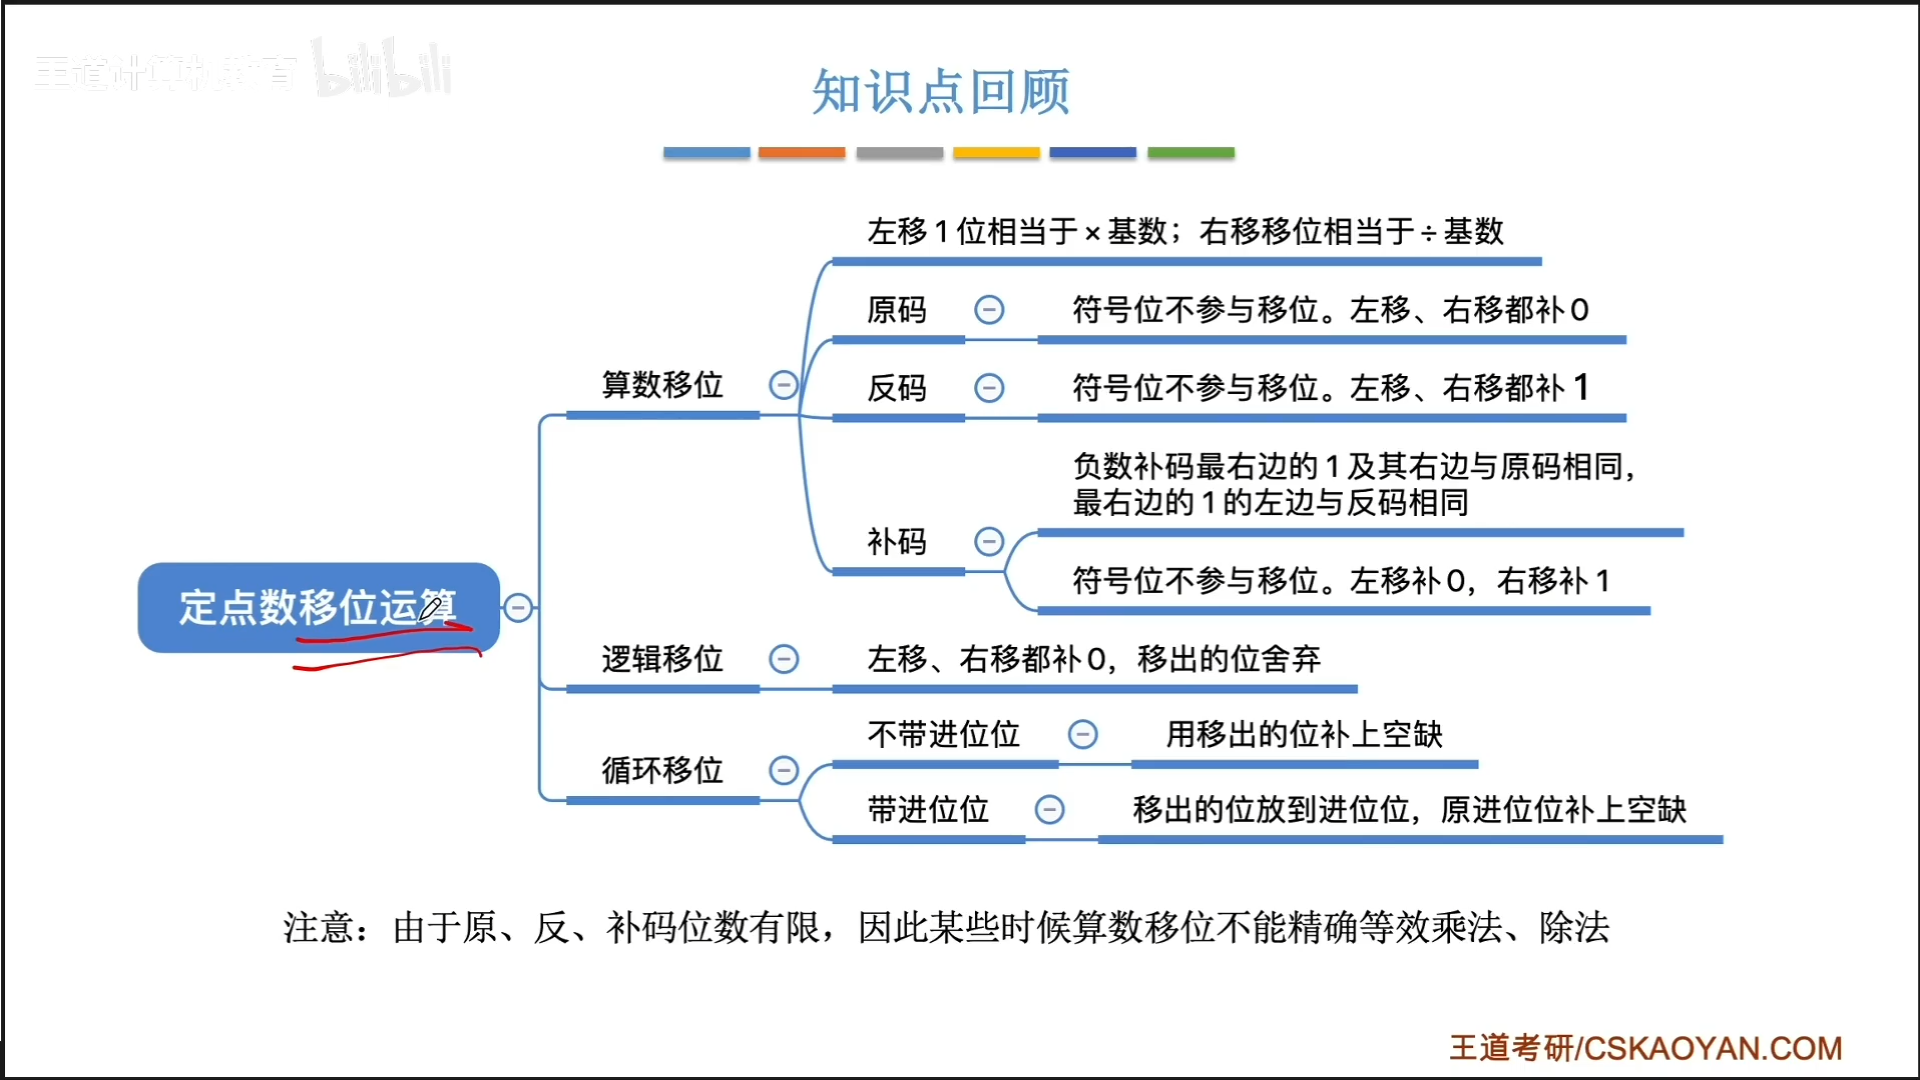 王道计算机教育 bilibili
知识点回顾
左移1位相当于×基数；右移移位相当于÷基数
原码
符号位不参与移位。左移、右移都补0
算数移位
反码
符号位不参与移位。左移、右移都补1
负数补码最右边的1及其右边与原码相同，
最右边的1的左边与反码相同
补码
符号位不参与移位。左移补0，右移补1
定点数移位运算
逻辑移位
左移、右移都补0，移出的位舍弃
不带进位位
用移出的位补上空缺
循环移位
带进位位
移出的位放到进位位，原进位位补上空缺
注意：由于原、反、补码位数有限，因此某些时候算数移位不能精确等效乘法、除法
王道考研/CSKAOYAN.COM